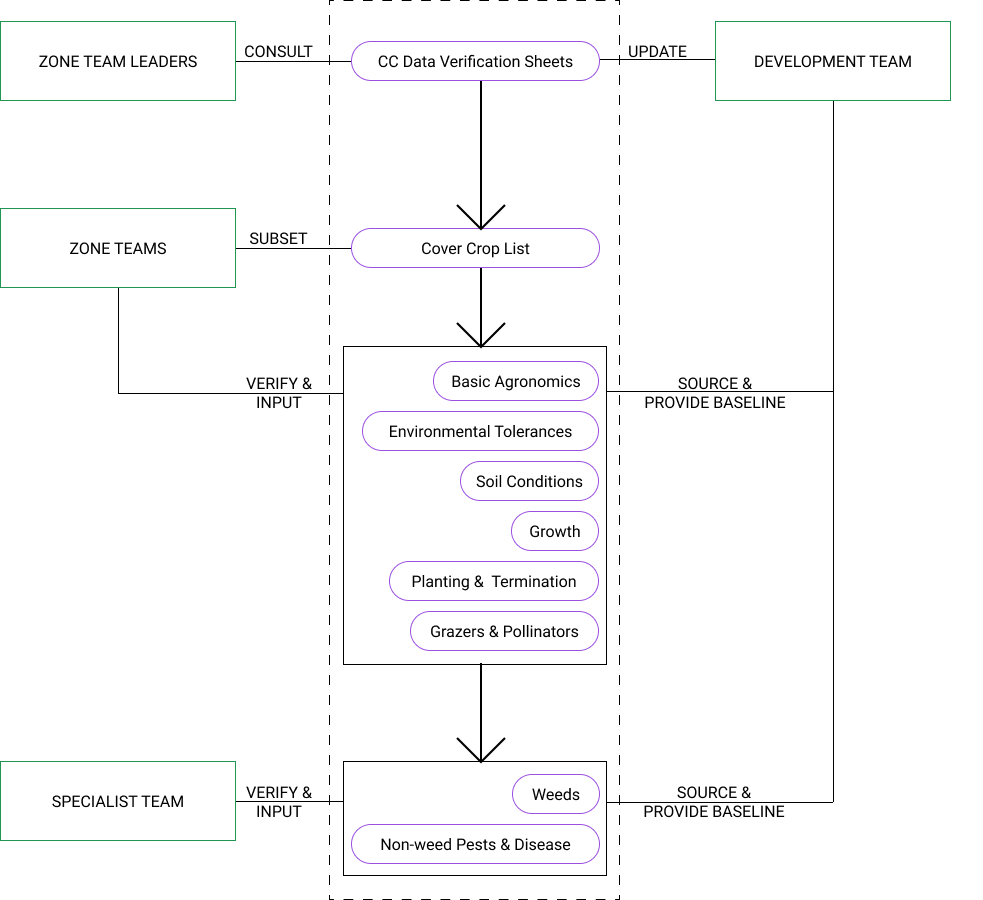 ZONE TEAM LEADERS
CONSULT
CC Data Verification Sheets
UPDATE
DEVELOPMENT TEAM
ZONE TEAMS
SUBSET
Cover Crop List
VERIFY &
INPUT
Basic Agronomics
SOURCE &
PROVIDE BASELINE
Environmental Tolerances
Soil Conditions
Growth
Planting &  Termination
Grazers & Pollinators
SPECIALIST TEAM
VERIFY &
INPUT
Weeds
SOURCE &
PROVIDE BASELINE
Non-weed Pests & Disease